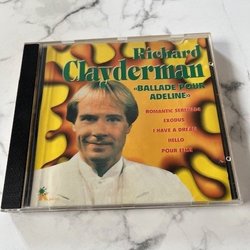 Richard
Clayderman
«BALLADE POUR
ADELINE»
ROMANTIC SERENADE
EXODUS
I HAVE A DREAM
HELLO
POUR ELISE